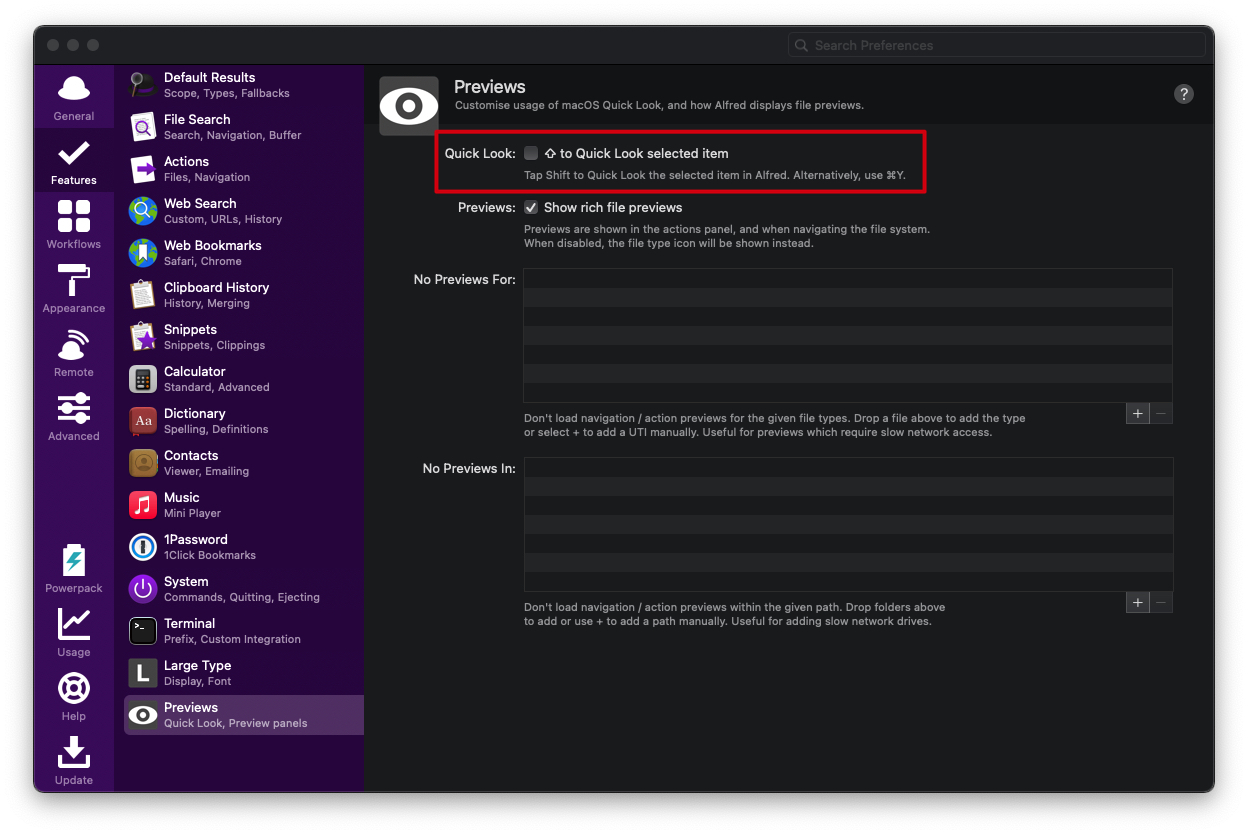 Search Preferences
General
Features
Workflows
Appearance
Remote
Advanced
Powerpack
Usage
Help
Update
Default Results
Scope, Types, Fallbacks
File Search
Search, Navigation, Buffer
Actions
Files, Navigation
Web Search
Custom, URLs, History
Web Bookmarks
Safari, Chrome
Clipboard History
History, Merging
Snippets
Snippets, Clippings
Calculator
Standard, Advanced
Aa
Dictionary
Spelling, Definitions
Contacts
Viewer, Emailing
Music
Mini Player
1Password
1Click Bookmarks
System
Commands, Quitting, Ejecting
>-
Terminal
Prefix, Custom Integration
L
Large Type
Display, Font
Previews
Quick Look, Preview panels
Previews
Customise usage of macOS Quick Look, and how Alfred displays file previews.
?
Quick Look: ⇧ to Quick Look selected item
Tap Shift to Quick Look the selected item in Alfred. Alternatively, use ⌘Y.
Previews: Show rich file previews
Previews are shown in the actions panel, and when navigating the file system.
When disabled, the file type icon will be shown instead.
No Previews For:
Don't load navigation / action previews for the given file types. Drop a file above to add the type
or select + to add a UTI manually. Useful for previews which require slow network access.
+ −
No Previews In:
Don't load navigation / action previews within the given path. Drop folders above
to add or use + to add a path manually. Useful for adding slow network drives.
+ −